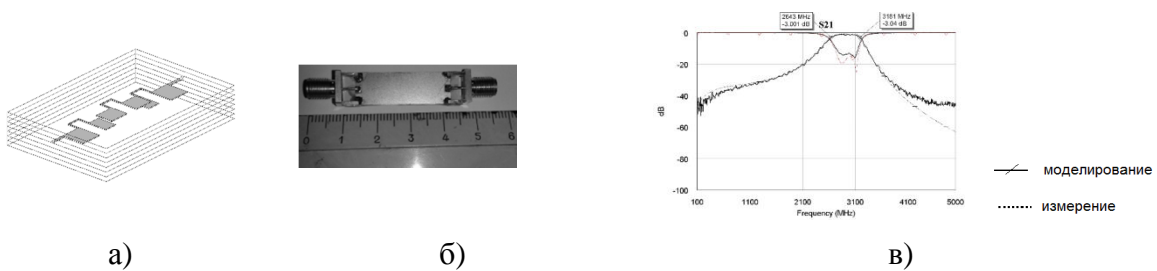 2643 MHz
-3.001 dB
S21
3181 MHz
-3.04 dB
0
-20
-40
-60
-80
-100
dB
100
1100
2100
3100
4100
5000
Frequency (MHz)
0 1 2 3 4 5 6
моделирование
измерение
а)
б)
в)